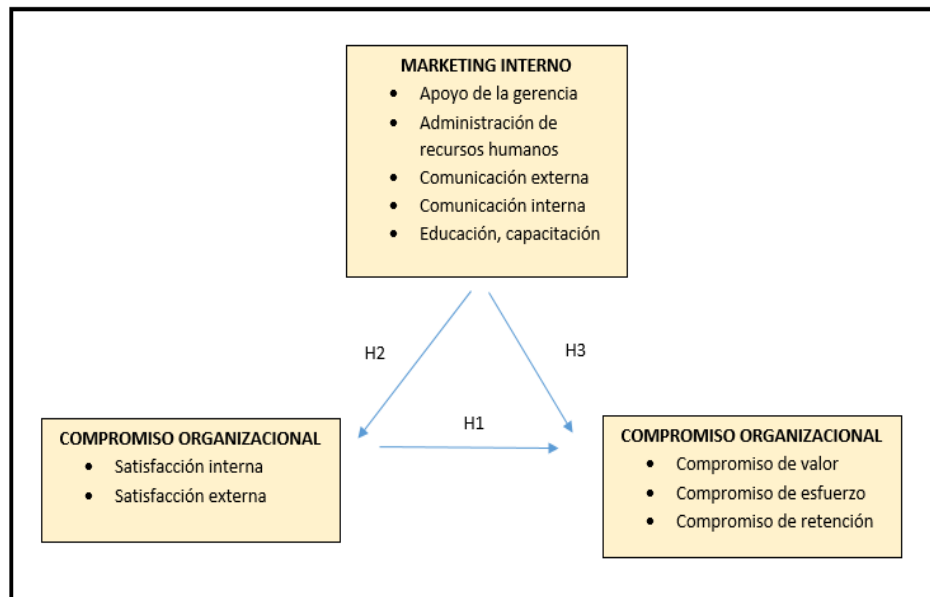 MARKETING INTERNO
• Apoyo de la gerencia
• Administración de
recursos humanos
• Comunicación externa
• Comunicación interna
• Educación, capacitación
H2
H3
H1
COMPROMISO ORGANIZACIONAL
• Satisfacción interna
• Satisfacción externa
COMPROMISO ORGANIZACIONAL
• Compromiso de valor
• Compromiso de esfuerzo
• Compromiso de retención